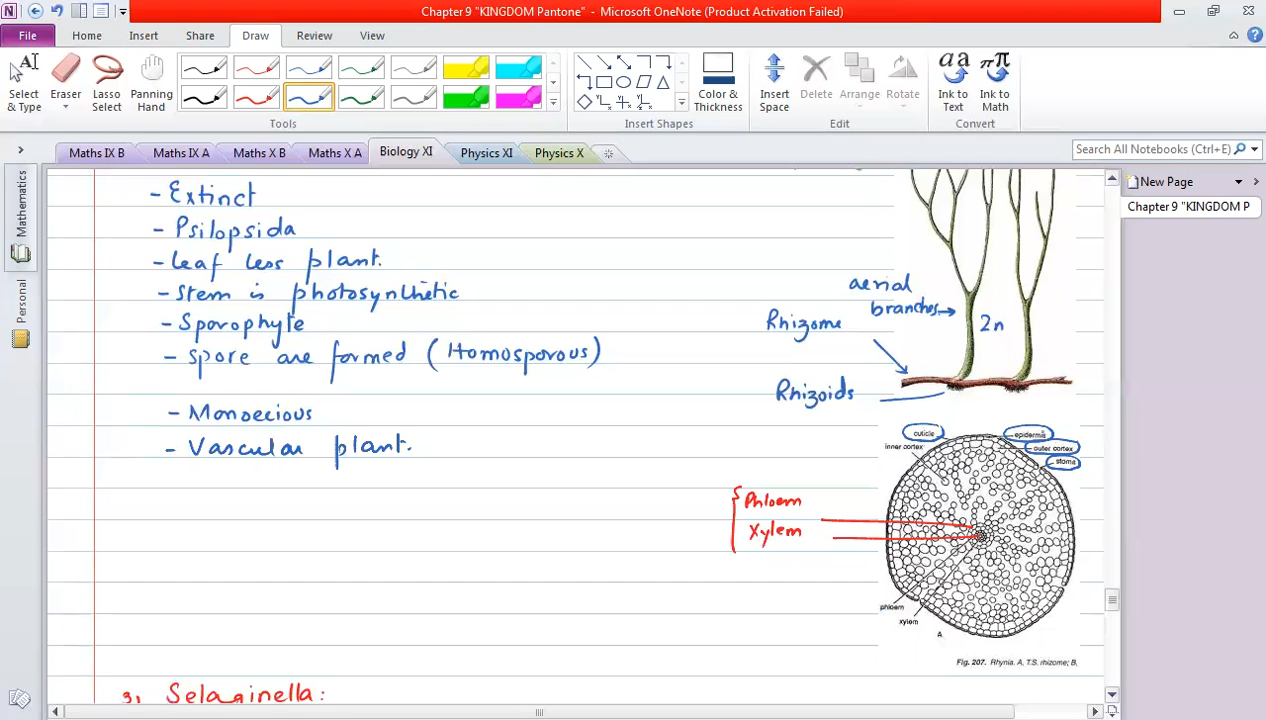 Chapter 9 "KINGDOM Pantone" - Microsoft OneNote (Product Activation Failed)
File Home Insert Share Draw Review View
Select & Type
Eraser
Lasso Select
Panning Hand
Color & Thickness
Insert Space
Delete
Arrange
Rotate
Ink to Text
Ink to Math
Tools
Insert Shapes
Edit
Convert
Maths IX B
Maths IX A
Maths X B
Maths X A
Biology XI
Physics XI
Physics X
Search All Notebooks (Ctrl+E)
New Page
Chapter 9 "KINGDOM P
Mathematics
Personal
- Extinct
- Psilopsida
- Leaf less plant.
- Stem is photosynthetic
- Sporophyte
- Spore are formed (Homosporous)
- Monoecious
- Vascular plant.
aerial
branches
2n
Rhizome
Rhizoids
cuticle
inner cortex
epidermis
outer cortex
stoma
Phloem
Xylem
phloem
xylem
A
Fig. 207. Rhynia. A, T.S. rhizome; B,
3, Selaginella: